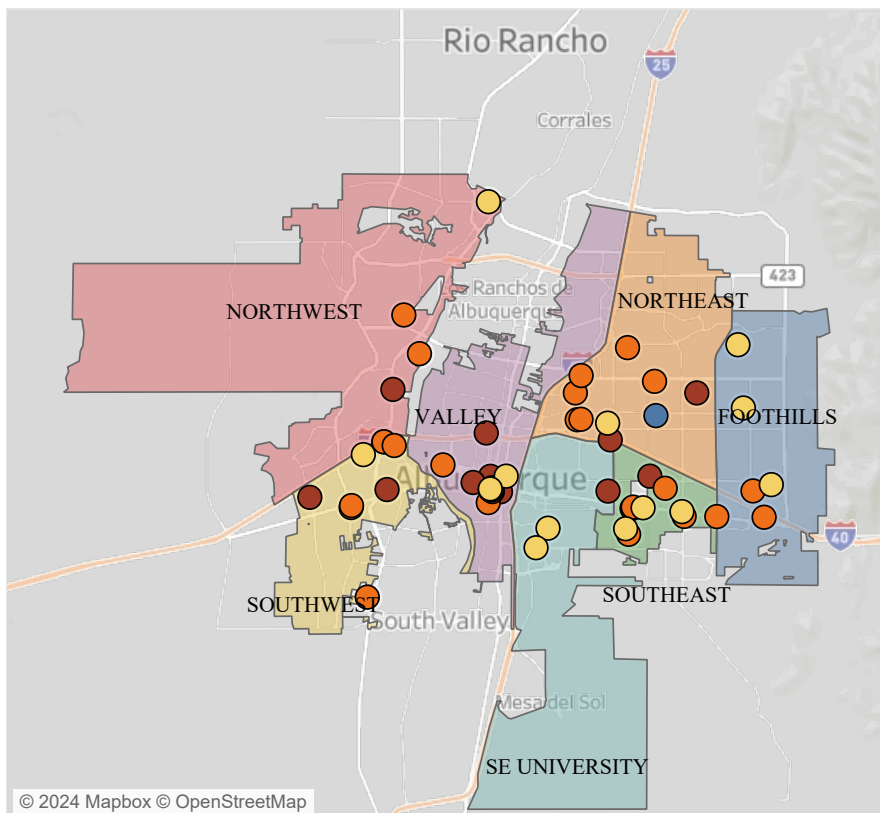 Rio Rancho
25
Corrales
423
NORTHWEST
Los Ranchos de
Albuquerque
NORTHEAST
VALLEY
FOOTHILLS
Albuquerque
40
SOUTHWEST
SOUTHEAST
South Valley
Mesa del Sol
SE UNIVERSITY
© 2024 Mapbox © OpenStreetMap